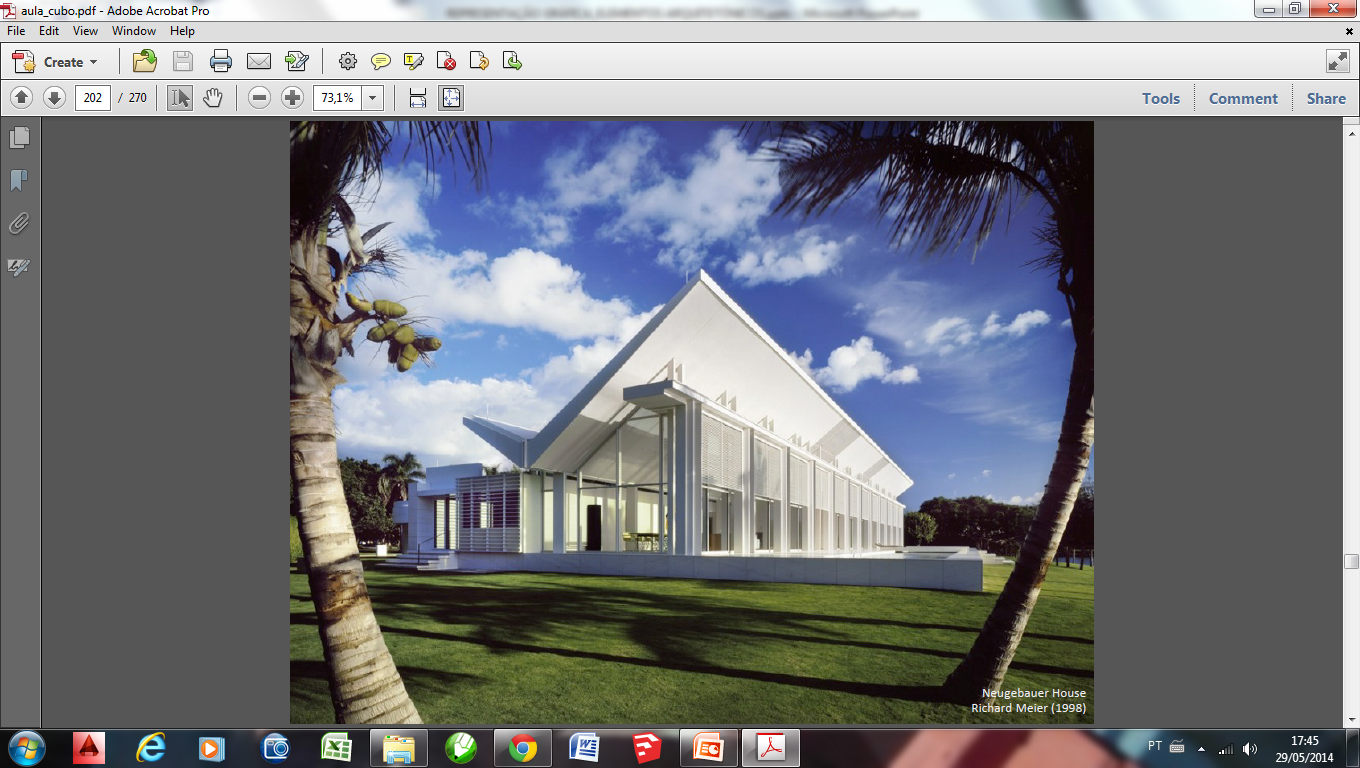 aula_cubo.pdf - Adobe Acrobat Pro
File Edit View Window Help
Create
202 / 270
73,1%
Tools Comment Share
Neugebauer House
Richard Meier (1998)
PT
17:45
29/05/2014